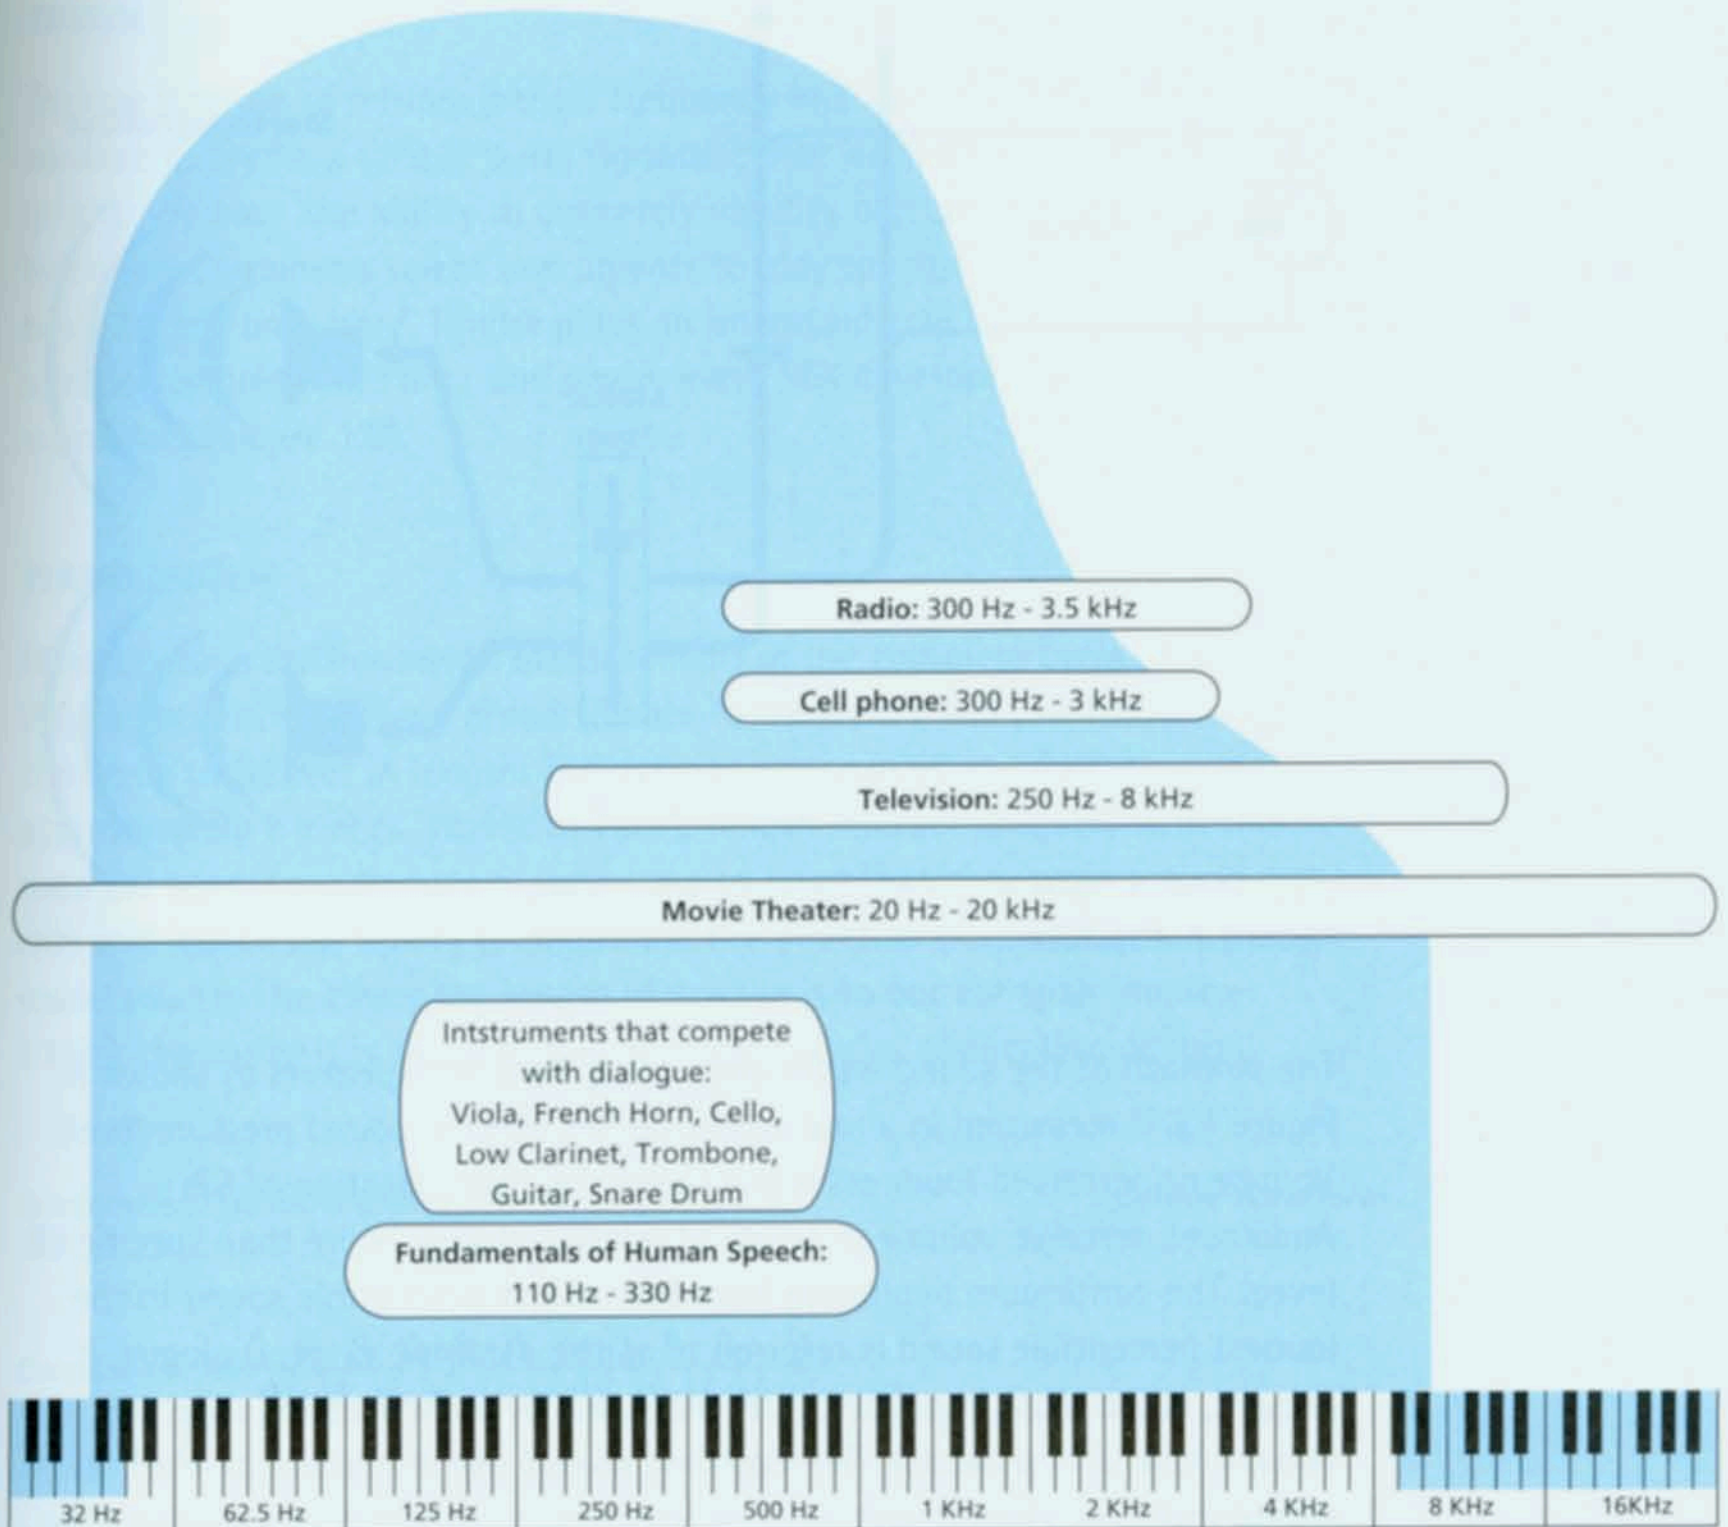 Radio: 300 Hz - 3.5 kHz
Cell phone: 300 Hz - 3 kHz
Television: 250 Hz - 8 kHz
Movie Theater: 20 Hz - 20 kHz
Intstruments that compete
with dialogue:
Viola, French Horn, Cello,
Low Clarinet, Trombone,
Guitar, Snare Drum
Fundamentals of Human Speech:
110 Hz - 330 Hz
32 Hz 62.5 Hz 125 Hz 250 Hz 500 Hz 1 KHz 2 KHz 4 KHz 8 KHz 16KHz